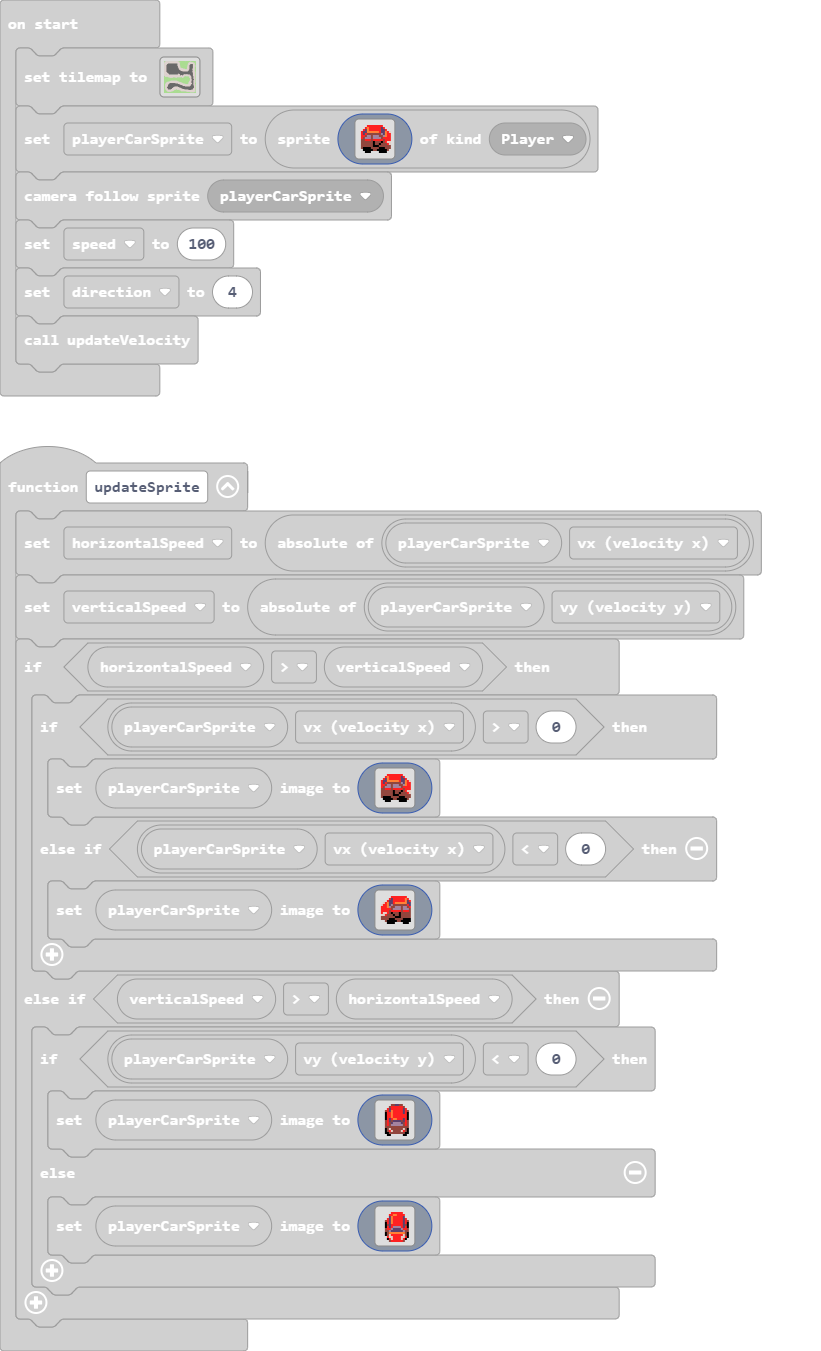 on start
set tilemap to
set playerCarSprite to sprite of kind Player
camera follow sprite playerCarSprite
set speed to 100
set direction to 4
call updateVelocity
function updateSprite
set horizontalSpeed to absolute of playerCarSprite vx (velocity x)
set verticalSpeed to absolute of playerCarSprite vy (velocity y)
if horizontalSpeed > verticalSpeed then
if playerCarSprite vx (velocity x) > 0 then
set playerCarSprite image to
else if playerCarSprite vx (velocity x) < 0 then
set playerCarSprite image to
else if verticalSpeed > horizontalSpeed then
if playerCarSprite vy (velocity y) < 0 then
set playerCarSprite image to
else
set playerCarSprite image to